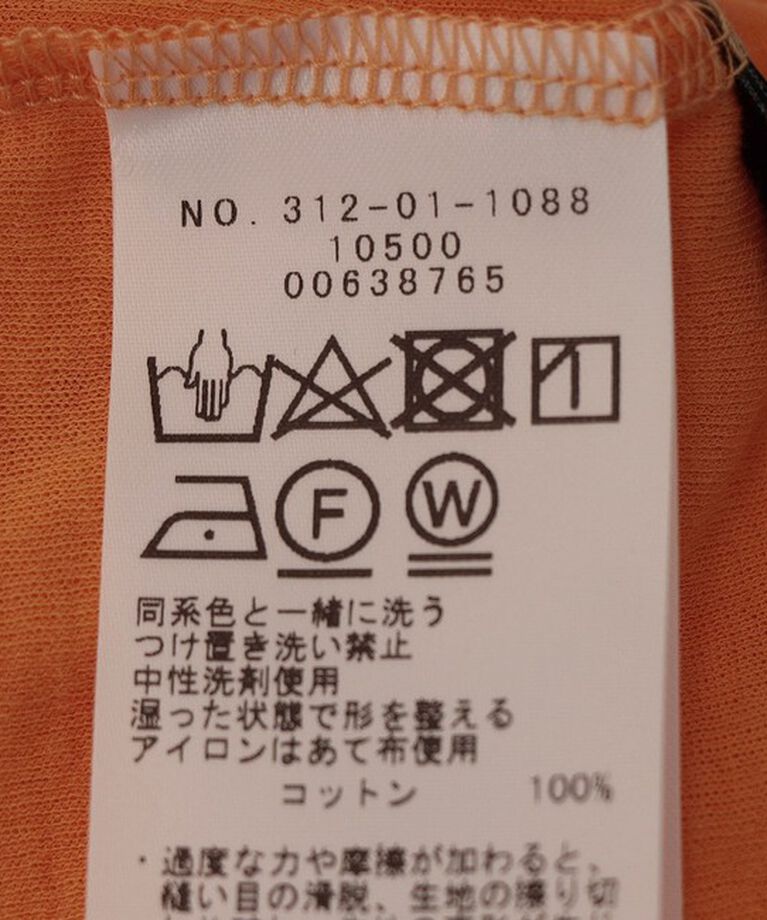 NO. 312-01-1088
10500
00638765
F W
同系色と一緒に洗う
つけ置き洗い禁止
中性洗剤使用
湿った状態で形を整える
アイロンはあて布使用
コットン 100%
・過度な力や摩擦が加わると、
縫い目の滑脱、生地の擦り切